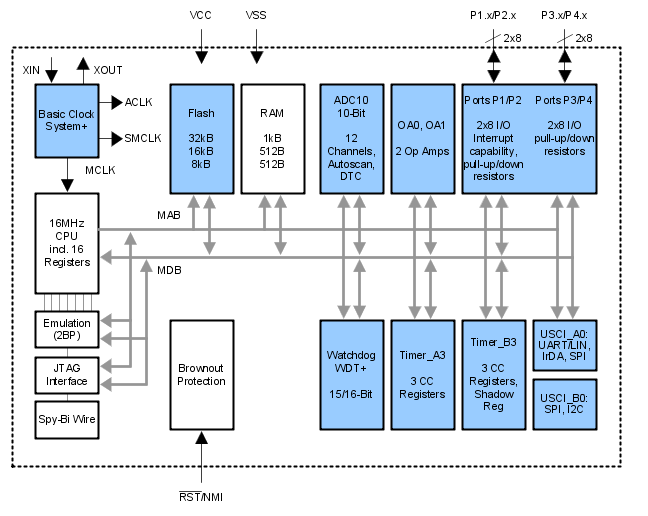 VCC
VSS
P1.x/P2.x
P3.x/P4.x
2x8
2x8
XIN
XOUT
Basic Clock
System+
ACLK
SMCLK
MCLK
Flash
32kB
16kB
8kB
RAM
1kB
512B
512B
ADC10
10-Bit
12
Channels,
Autoscan,
DTC
OA0, OA1
2 Op Amps
Ports P1/P2
2x8 I/O
Interrupt
capability,
pull-up/down
resistors
Ports P3/P4
2x8 I/O
pull-up/down
resistors
16MHz
CPU
incl. 16
Registers
MAB
MDB
Emulation
(2BP)
JTAG
Interface
Spy-Bi Wire
Brownout
Protection
Watchdog
WDT+
15/16-Bit
Timer_A3
3 CC
Registers
Timer_B3
3 CC
Registers,
Shadow
Reg
USCI_A0:
UART/LIN,
IrDA, SPI
USCI_B0:
SPI, I2C
RST/NMI